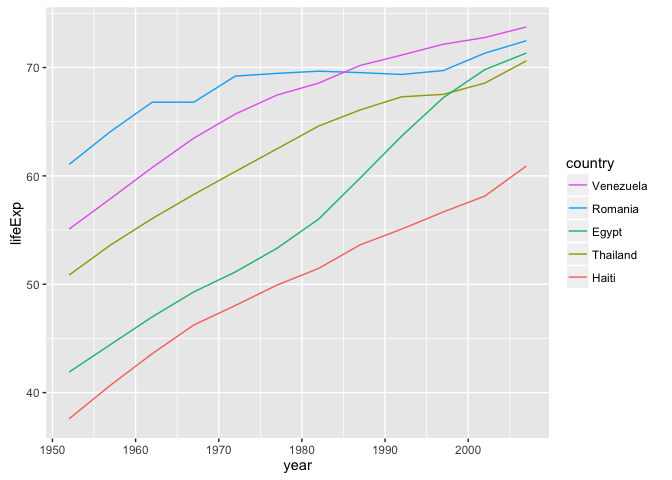 70
60
50
40
lifeExp
1950 1960 1970 1980 1990 2000
year
country
Venezuela
Romania
Egypt
Thailand
Haiti